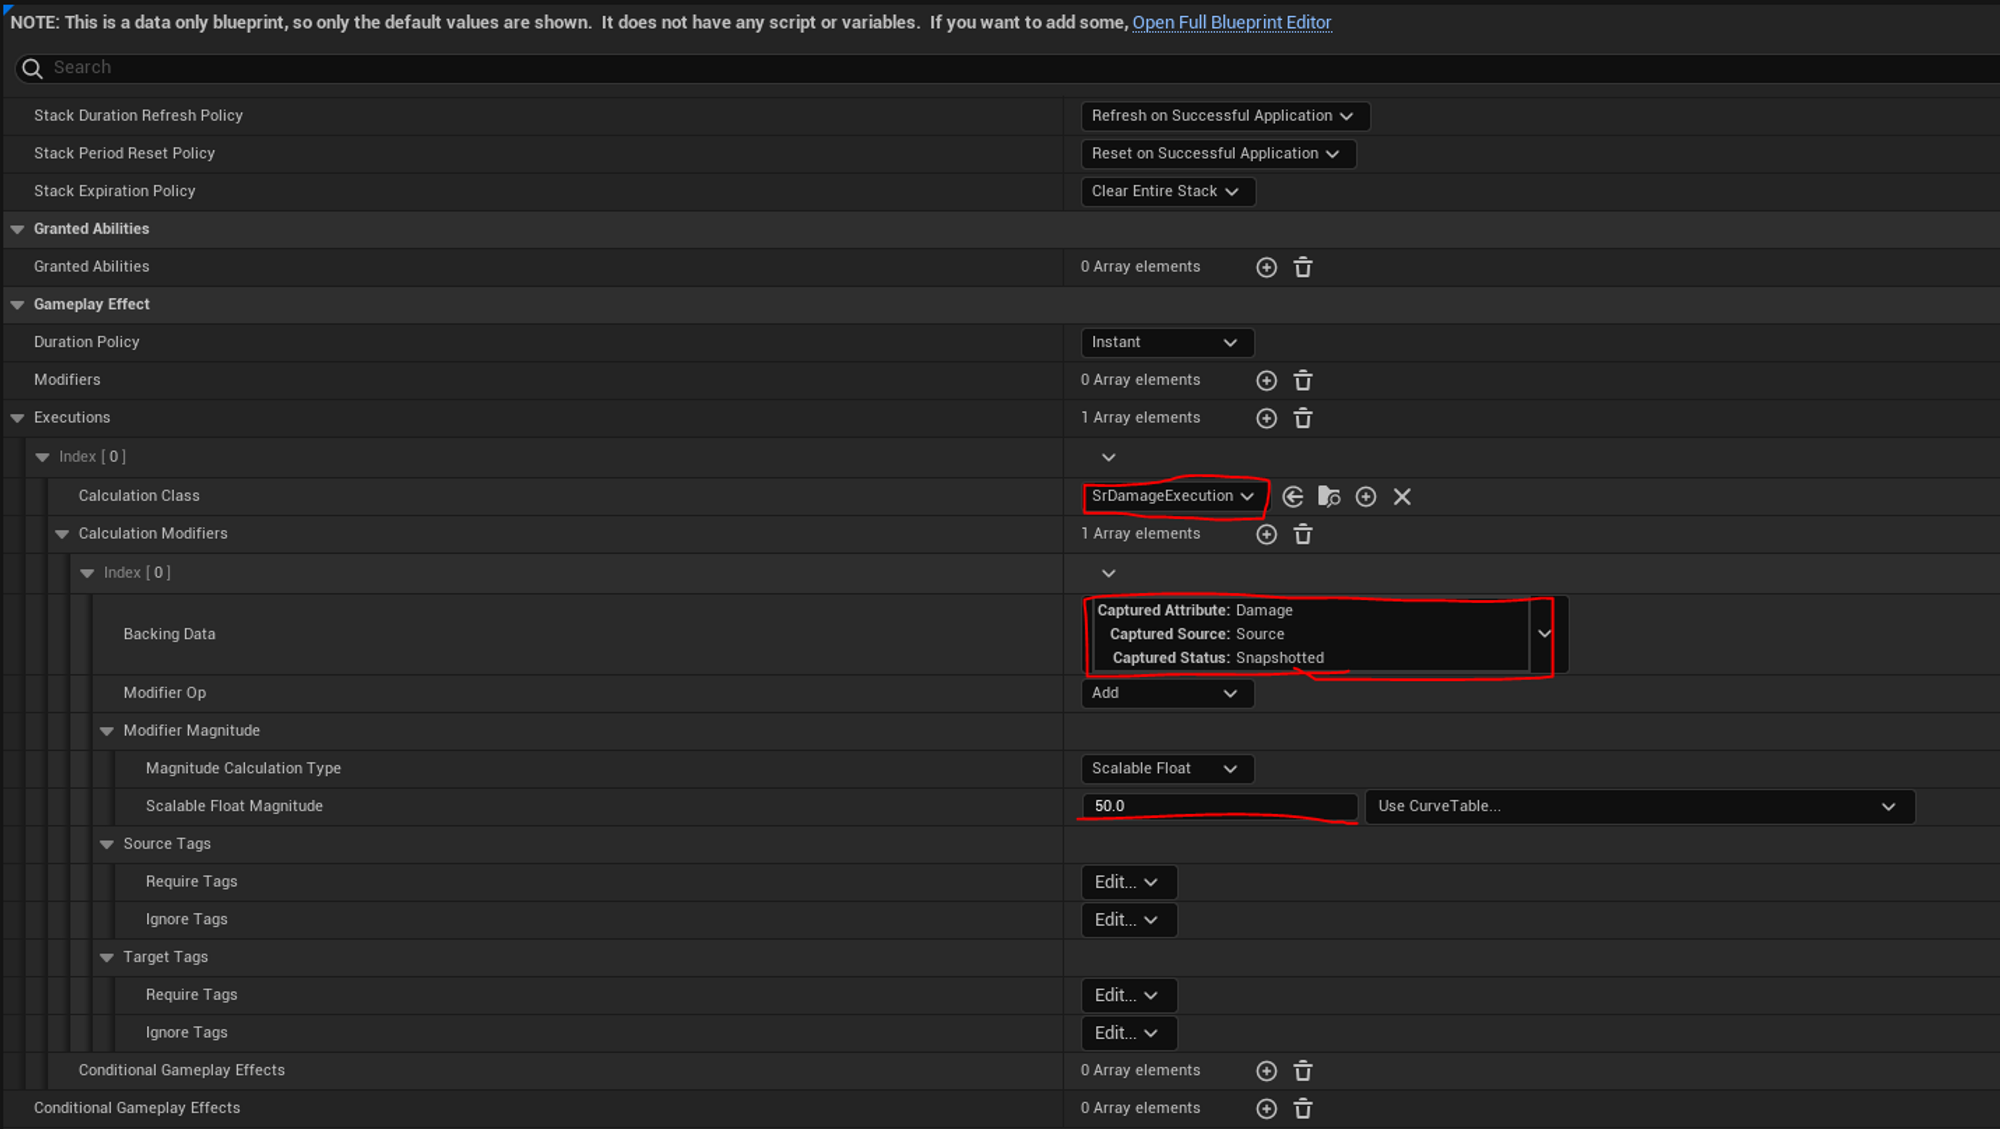 NOTE: This is a data only blueprint, so only the default values are shown.  It does not have any script or variables.  If you want to add some, Open Full Blueprint Editor
Search
Stack Duration Refresh Policy Refresh on Successful Application
Stack Period Reset Policy Reset on Successful Application
Stack Expiration Policy Clear Entire Stack
Granted Abilities
Granted Abilities 0 Array elements
Gameplay Effect
Duration Policy Instant
Modifiers 0 Array elements
Executions 1 Array elements
Index [ 0 ]
Calculation Class SrDamageExecution
Calculation Modifiers 1 Array elements
Index [ 0 ]
Captured Attribute: Damage
Backing Data Captured Source: Source
Captured Status: Snapshotted
Modifier Op Add
Modifier Magnitude
Magnitude Calculation Type Scalable Float
Scalable Float Magnitude 50.0 Use CurveTable...
Source Tags
Require Tags Edit...
Ignore Tags Edit...
Target Tags
Require Tags Edit...
Ignore Tags Edit...
Conditional Gameplay Effects 0 Array elements
Conditional Gameplay Effects 0 Array elements